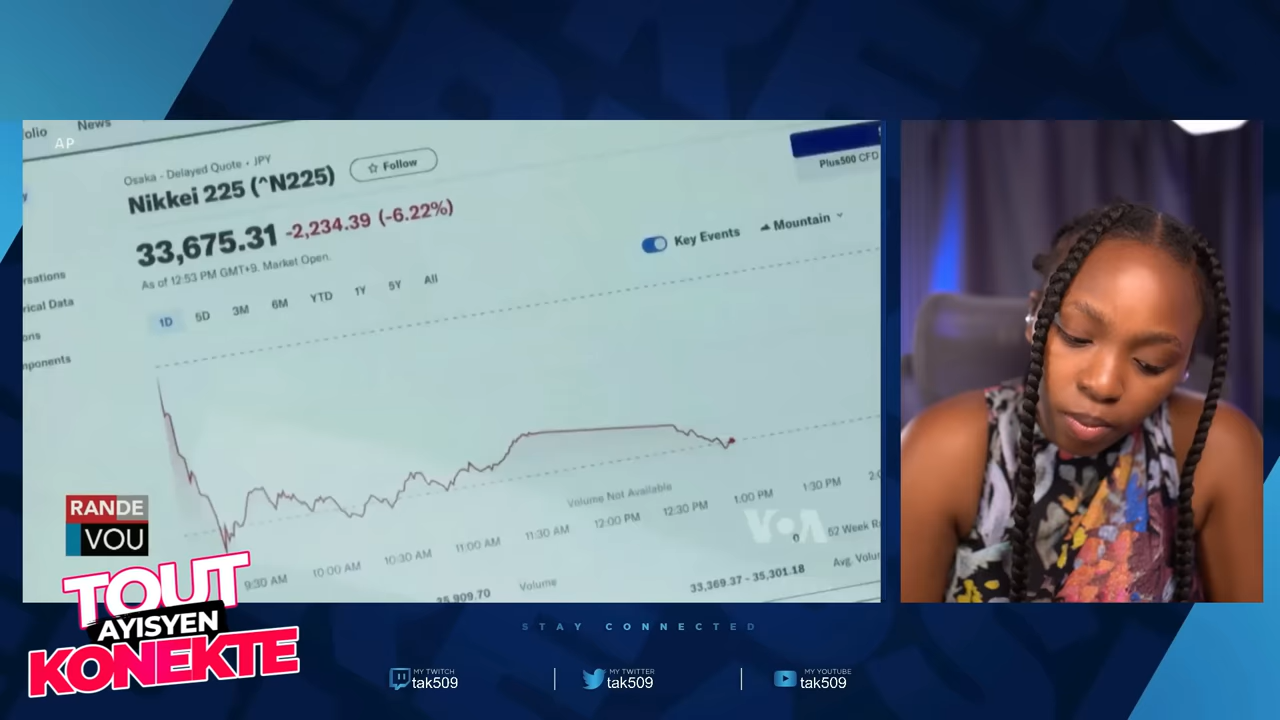 olio
News
AP
Osaka - Delayed Quote • JPY
Nikkei 225 (^N225)
☆ Follow
33,675.31 -2,234.39 (-6.22%)
As of 12:53 PM GMT+9. Market Open.
Plus500 CFD
Key Events
Mountain
rsations
rical Data
ons
mponents
1D 5D 3M 6M YTD 1Y 5Y All
9:30 AM 10:00 AM 10:30 AM 11:00 AM 11:30 AM 12:00 PM 12:30 PM 1:00 PM 1:30 PM 2:0
Volume Not Available
VOA
0
35,909.70
Volume
52 Week R
33,369.37 - 35,301.18
Avg. Volu
RANDE
VOU
TOUT
AYISYEN
KONEKTE
STAY CONNECTED
MY TWITCH
tak509
MY TWITTER
tak509
MY YOUTUBE
tak509